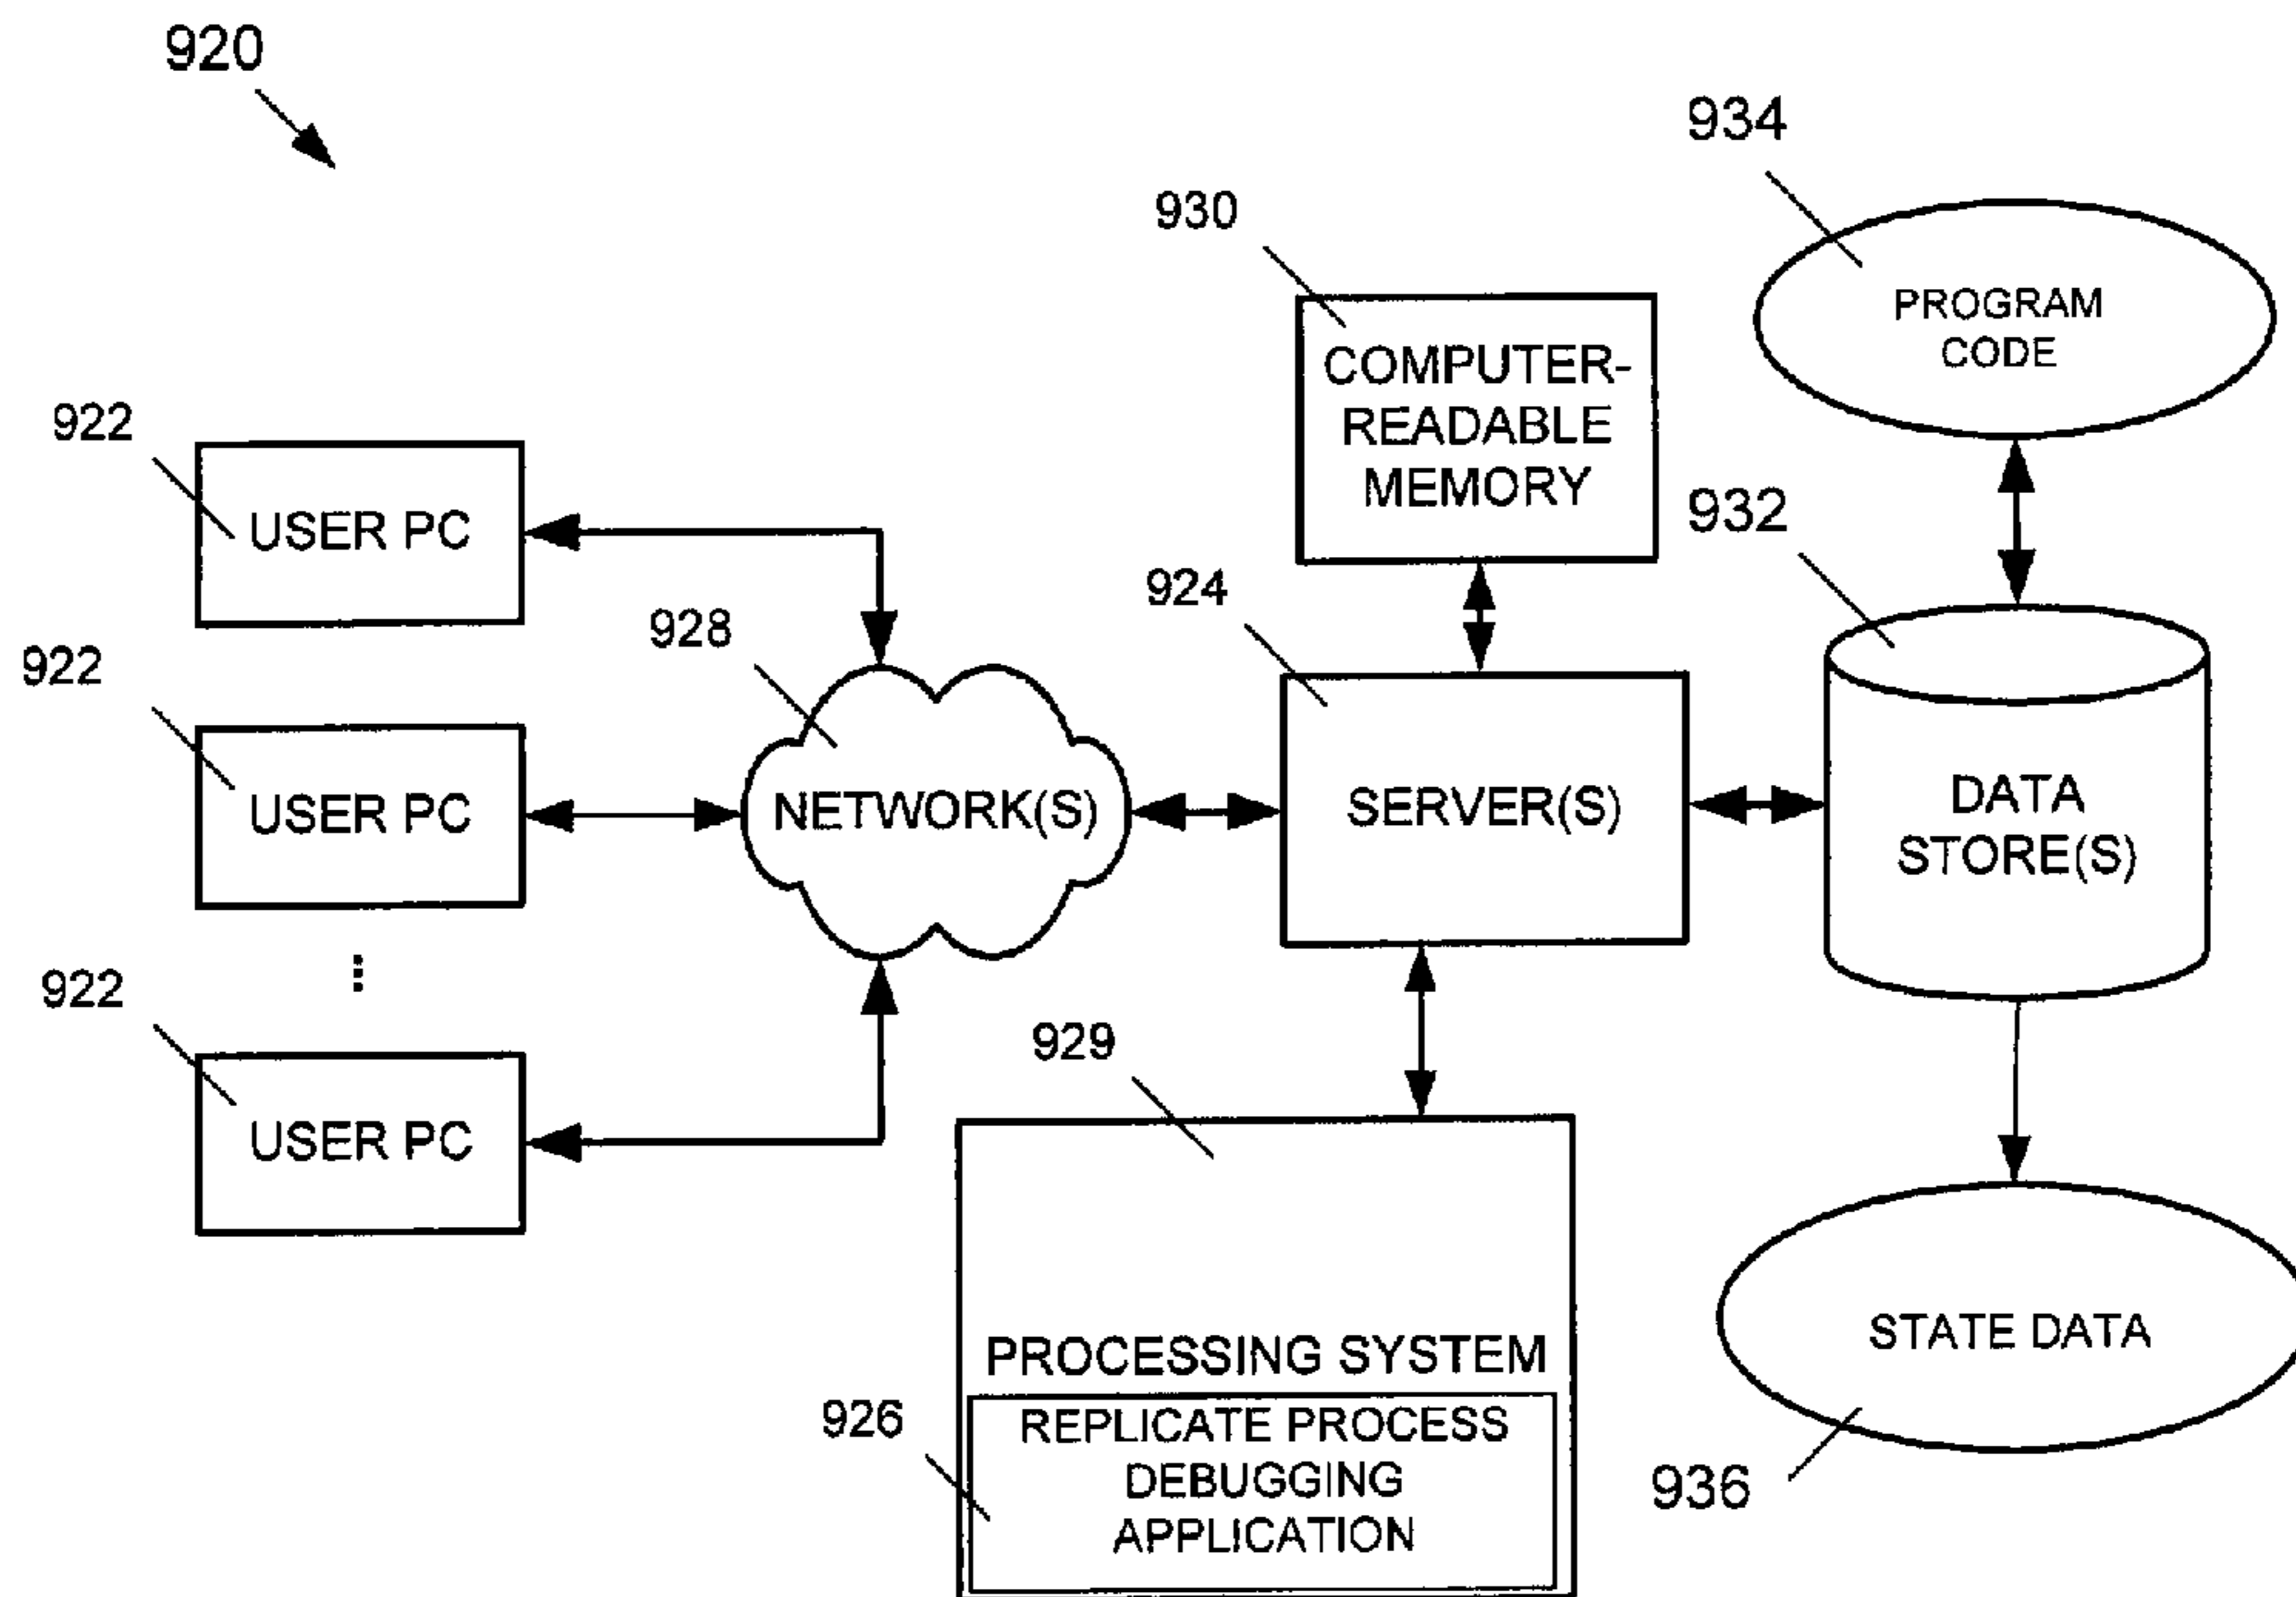 920
934
930
PROGRAM
CODE
COMPUTER-
READABLE
MEMORY
922
USER PC
932
924
928
922
USER PC
NETWORK(S)
SERVER(S)
DATA
STORE(S)
922
929
USER PC
PROCESSING SYSTEM
STATE DATA
926
REPLICATE PROCESS
DEBUGGING
APPLICATION
936